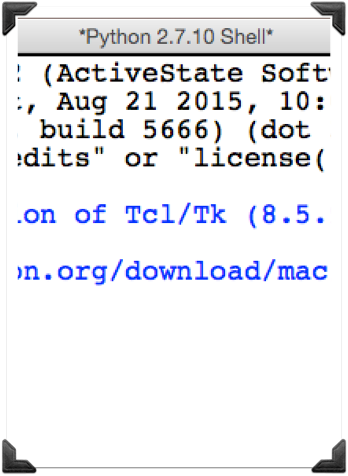 *Python 2.7.10 Shell*
2 (ActiveState Soft
t, Aug 21 2015, 10:
. build 5666) (dot
edits" or "license(
ion of Tcl/Tk (8.5.
on.org/download/mac